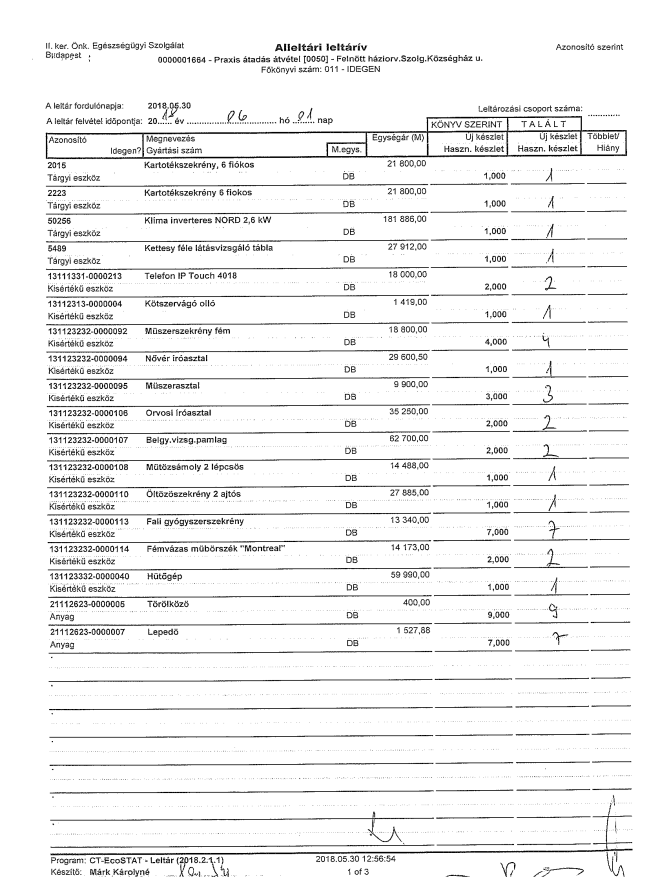 II. ker. Önk. Egészségügyi Szolgálat
Budapest ;
Alleltári leltárív
Azonosító szerint
0000001664 - Praxis átadás átvétel [0050] - Felnőtt háziorv.Szolg.Községház u.
Főkönyvi szám: 011 - IDEGEN
A leltár fordulónapja: 2018.05.30
Leltározási csoport száma: ............
A leltár felvétel időpontja: 20 18 év 06 hó 01 nap
KÖNYV SZERINT TALÁLT
Azonosító Megnevezés Egységár (M) Új készlet Új készlet Többlet/
Idegen? Gyártási szám M.egys. Haszn. készlet Haszn. készlet Hiány
2015 Kartotékszekrény, 6 fiókos 21 800,00
Tárgyi eszköz DB 1,000 1
2223 Kartotékszekrény 6 fiokos 21 800,00
Tárgyi eszköz DB 1,000 1
50256 Klíma inverteres NORD 2,6 kW 181 886,00
Tárgyi eszköz DB 1,000 1
5489 Kettesy féle látásvizsgáló tábla 27 912,00
Tárgyi eszköz DB 1,000 1
13111331-0000213 Telefon IP Touch 4018 18 000,00
Kisértékű eszköz DB 2,000 2
13112313-0000004 Kötszervágó olló 1 419,00
Kisértékű eszköz DB 1,000 1
131123232-0000092 Műszerszekrény fém 18 800,00
Kisértékű eszköz DB 4,000 4
131123232-0000094 Nővér íróasztal 29 600,50
Kisértékű eszköz DB 1,000 1
131123232-0000095 Műszerasztal 9 900,00
Kisértékű eszköz DB 3,000 3
131123232-0000106 Orvosi íróasztal 35 250,00
Kisértékű eszköz DB 2,000 2
131123232-0000107 Belgy.vizsg.pamlag 62 700,00
Kisértékű eszköz DB 2,000 2
131123232-0000108 Műtőzsámoly 2 lépcsős 14 488,00
Kisértékű eszköz DB 1,000 1
131123232-0000110 Öltözőszekrény 2 ajtós 27 885,00
Kisértékű eszköz DB 1,000 1
131123232-0000113 Fali gyógyszerszekrény 13 340,00
Kisértékű eszköz DB 7,000 7
131123232-0000114 Fémvázas műbőrszék "Montreal" 14 173,00
Kisértékű eszköz DB 2,000 2
131123332-0000040 Hűtőgép 59 990,00
Kisértékű eszköz DB 1,000 1
21112623-0000005 Törölköző 400,00
Anyag DB 9,000 9
21112623-0000007 Lepedő 1 527,88
Anyag DB 7,000 7
Program: CT-EcoSTAT - Leltár (2018.2.1.1) 2018.05.30 12:56:54
Készítő: Márk Károlyné 1 of 3